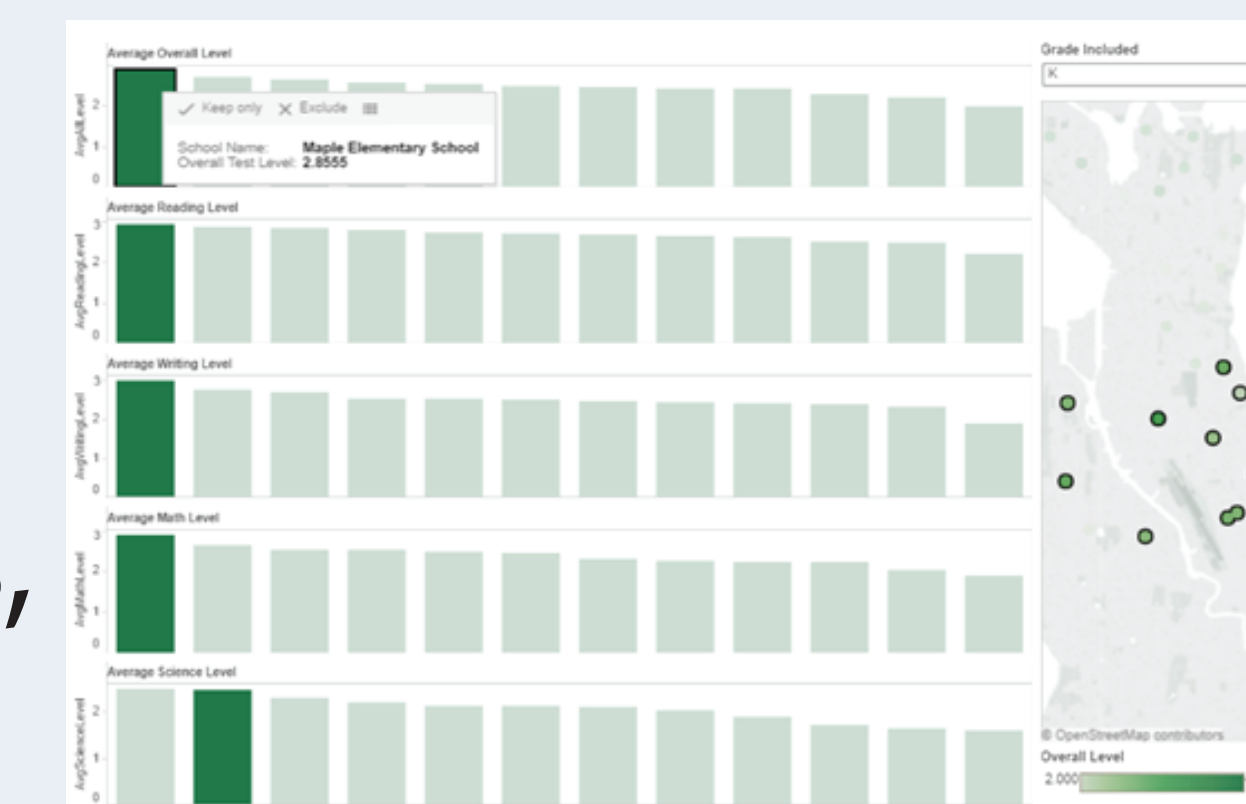 Average Overall Level
AvgAllLevel
2
1
0
Keep only Exclude
School Name: Maple Elementary School
Overall Test Level: 2.8555
Average Reading Level
AvgReadingLevel
3
2
1
0
Average Writing Level
AvgWritingLevel
3
2
1
0
Average Math Level
AvgMathLevel
3
2
1
0
Average Science Level
AvgScienceLevel
2
1
0
Grade Included
K
© OpenStreetMap contributors
Overall Level
2.000
,